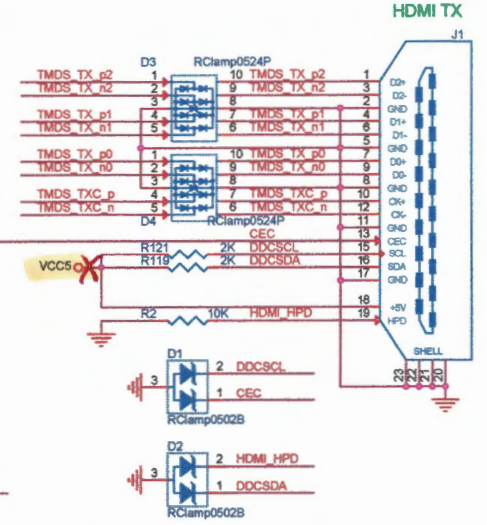 HDMI TX
J1
D3 RClamp0524P
TMDS_TX_p2 1 10 TMDS_TX_p2 1 D2+
TMDS_TX_n2 2 9 TMDS_TX_n2 3 D2-
3 8 2 GND
TMDS_TX_p1 4 7 TMDS_TX_p1 4 D1+
TMDS_TX_n1 5 6 TMDS_TX_n1 6 D1-
5 GND
TMDS_TX_p0 1 10 TMDS_TX_p0 7 D0+
TMDS_TX_n0 2 9 TMDS_TX_n0 9 D0-
3 8 8 GND
TMDS_TXC_p 4 7 TMDS_TXC_p 10 CK+
TMDS_TXC_n 5 6 TMDS_TXC_n 12 CK-
D4 RClamp0524P 11 GND
CEC 13 CEC
R121 2K DDCSCL 15 SCL
VCC5 R119 2K DDCSDA 16 SDA
17 GND
18 +5V
R2 10K HDMI_HPD 19 HPD
SHELL
23 22 21 20
D1
3 2 DDCSCL
1 CEC
RClamp0502B
D2
3 2 HDMI_HPD
1 DDCSDA
RClamp0502B